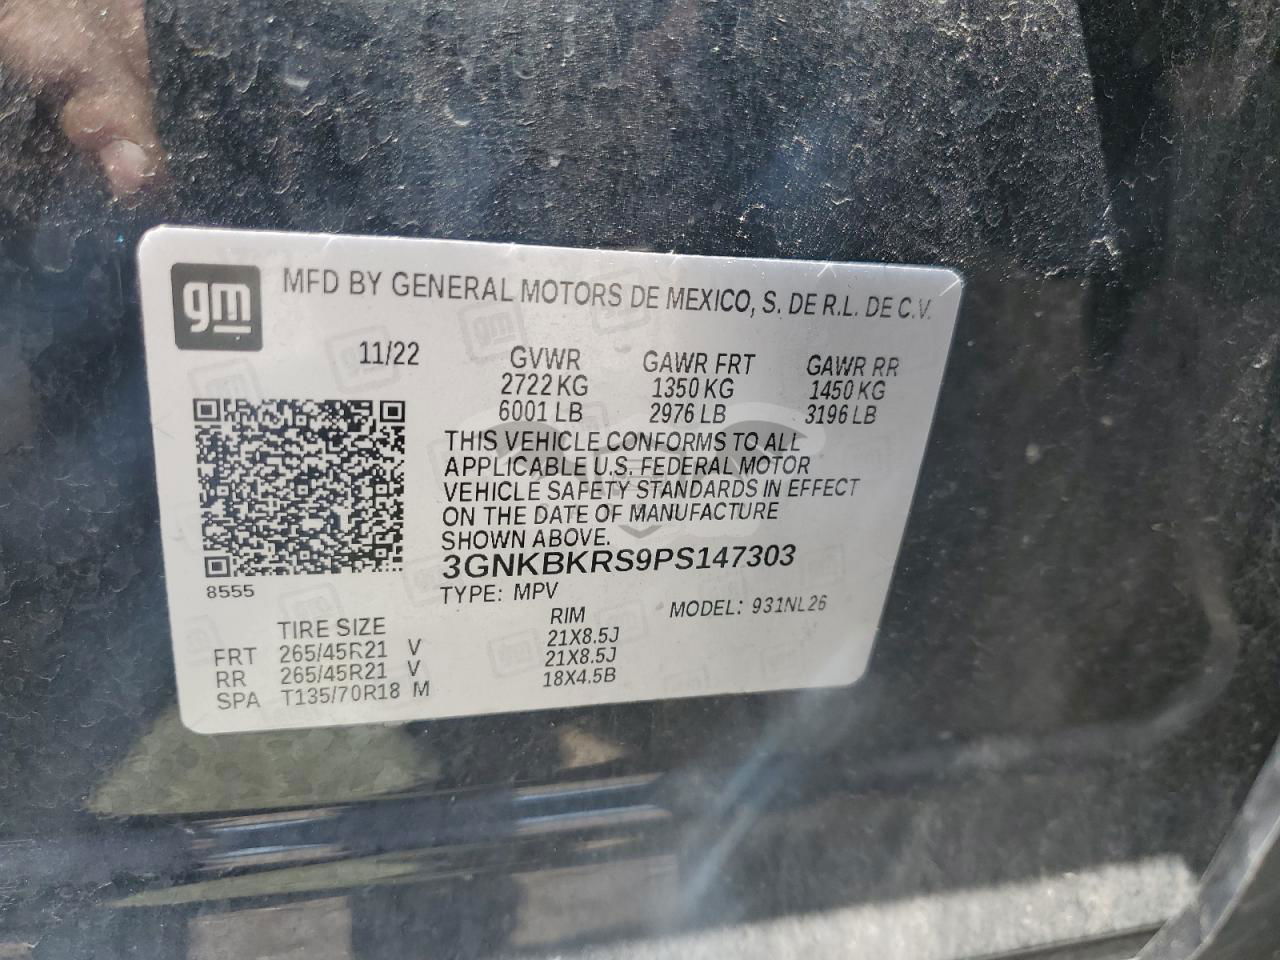 gm MFD BY GENERAL MOTORS DE MEXICO, S. DE R.L. DE C.V.
11/22 GVWR GAWR FRT GAWR RR
2722 KG 1350 KG 1450 KG
6001 LB 2976 LB 3196 LB
THIS VEHICLE CONFORMS TO ALL
APPLICABLE U.S. FEDERAL MOTOR
VEHICLE SAFETY STANDARDS IN EFFECT
ON THE DATE OF MANUFACTURE
SHOWN ABOVE.
3GNKBKRS9PS147303
8555 TYPE: MPV MODEL: 931NL26
TIRE SIZE RIM
FRT 265/45R21 V 21X8.5J
RR 265/45R21 V 21X8.5J
SPA T135/70R18 M 18X4.5B